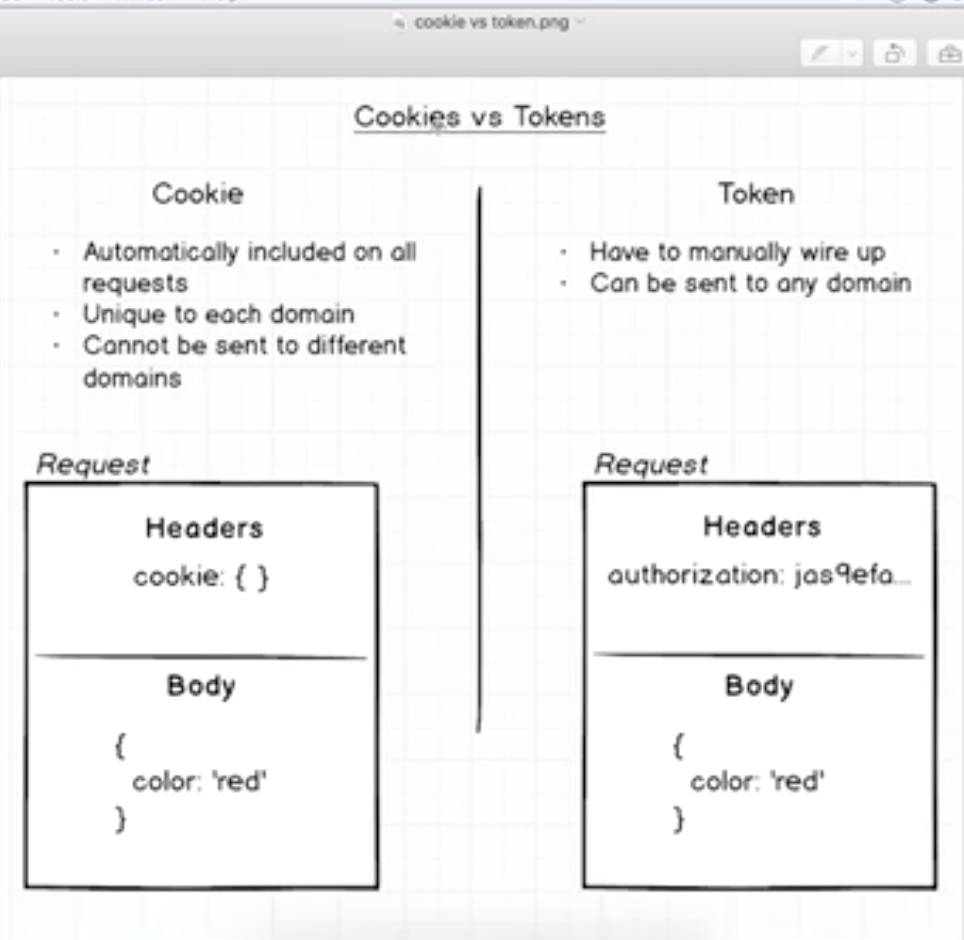 cookie vs token.png
Cookies vs Tokens
Cookie
· Automatically included on all
requests
· Unique to each domain
· Cannot be sent to different
domains
Request
Headers
cookie: { }
Body
{
color: 'red'
}
Token
· Have to manually wire up
· Can be sent to any domain
Request
Headers
authorization: jas9efa...
Body
{
color: 'red'
}